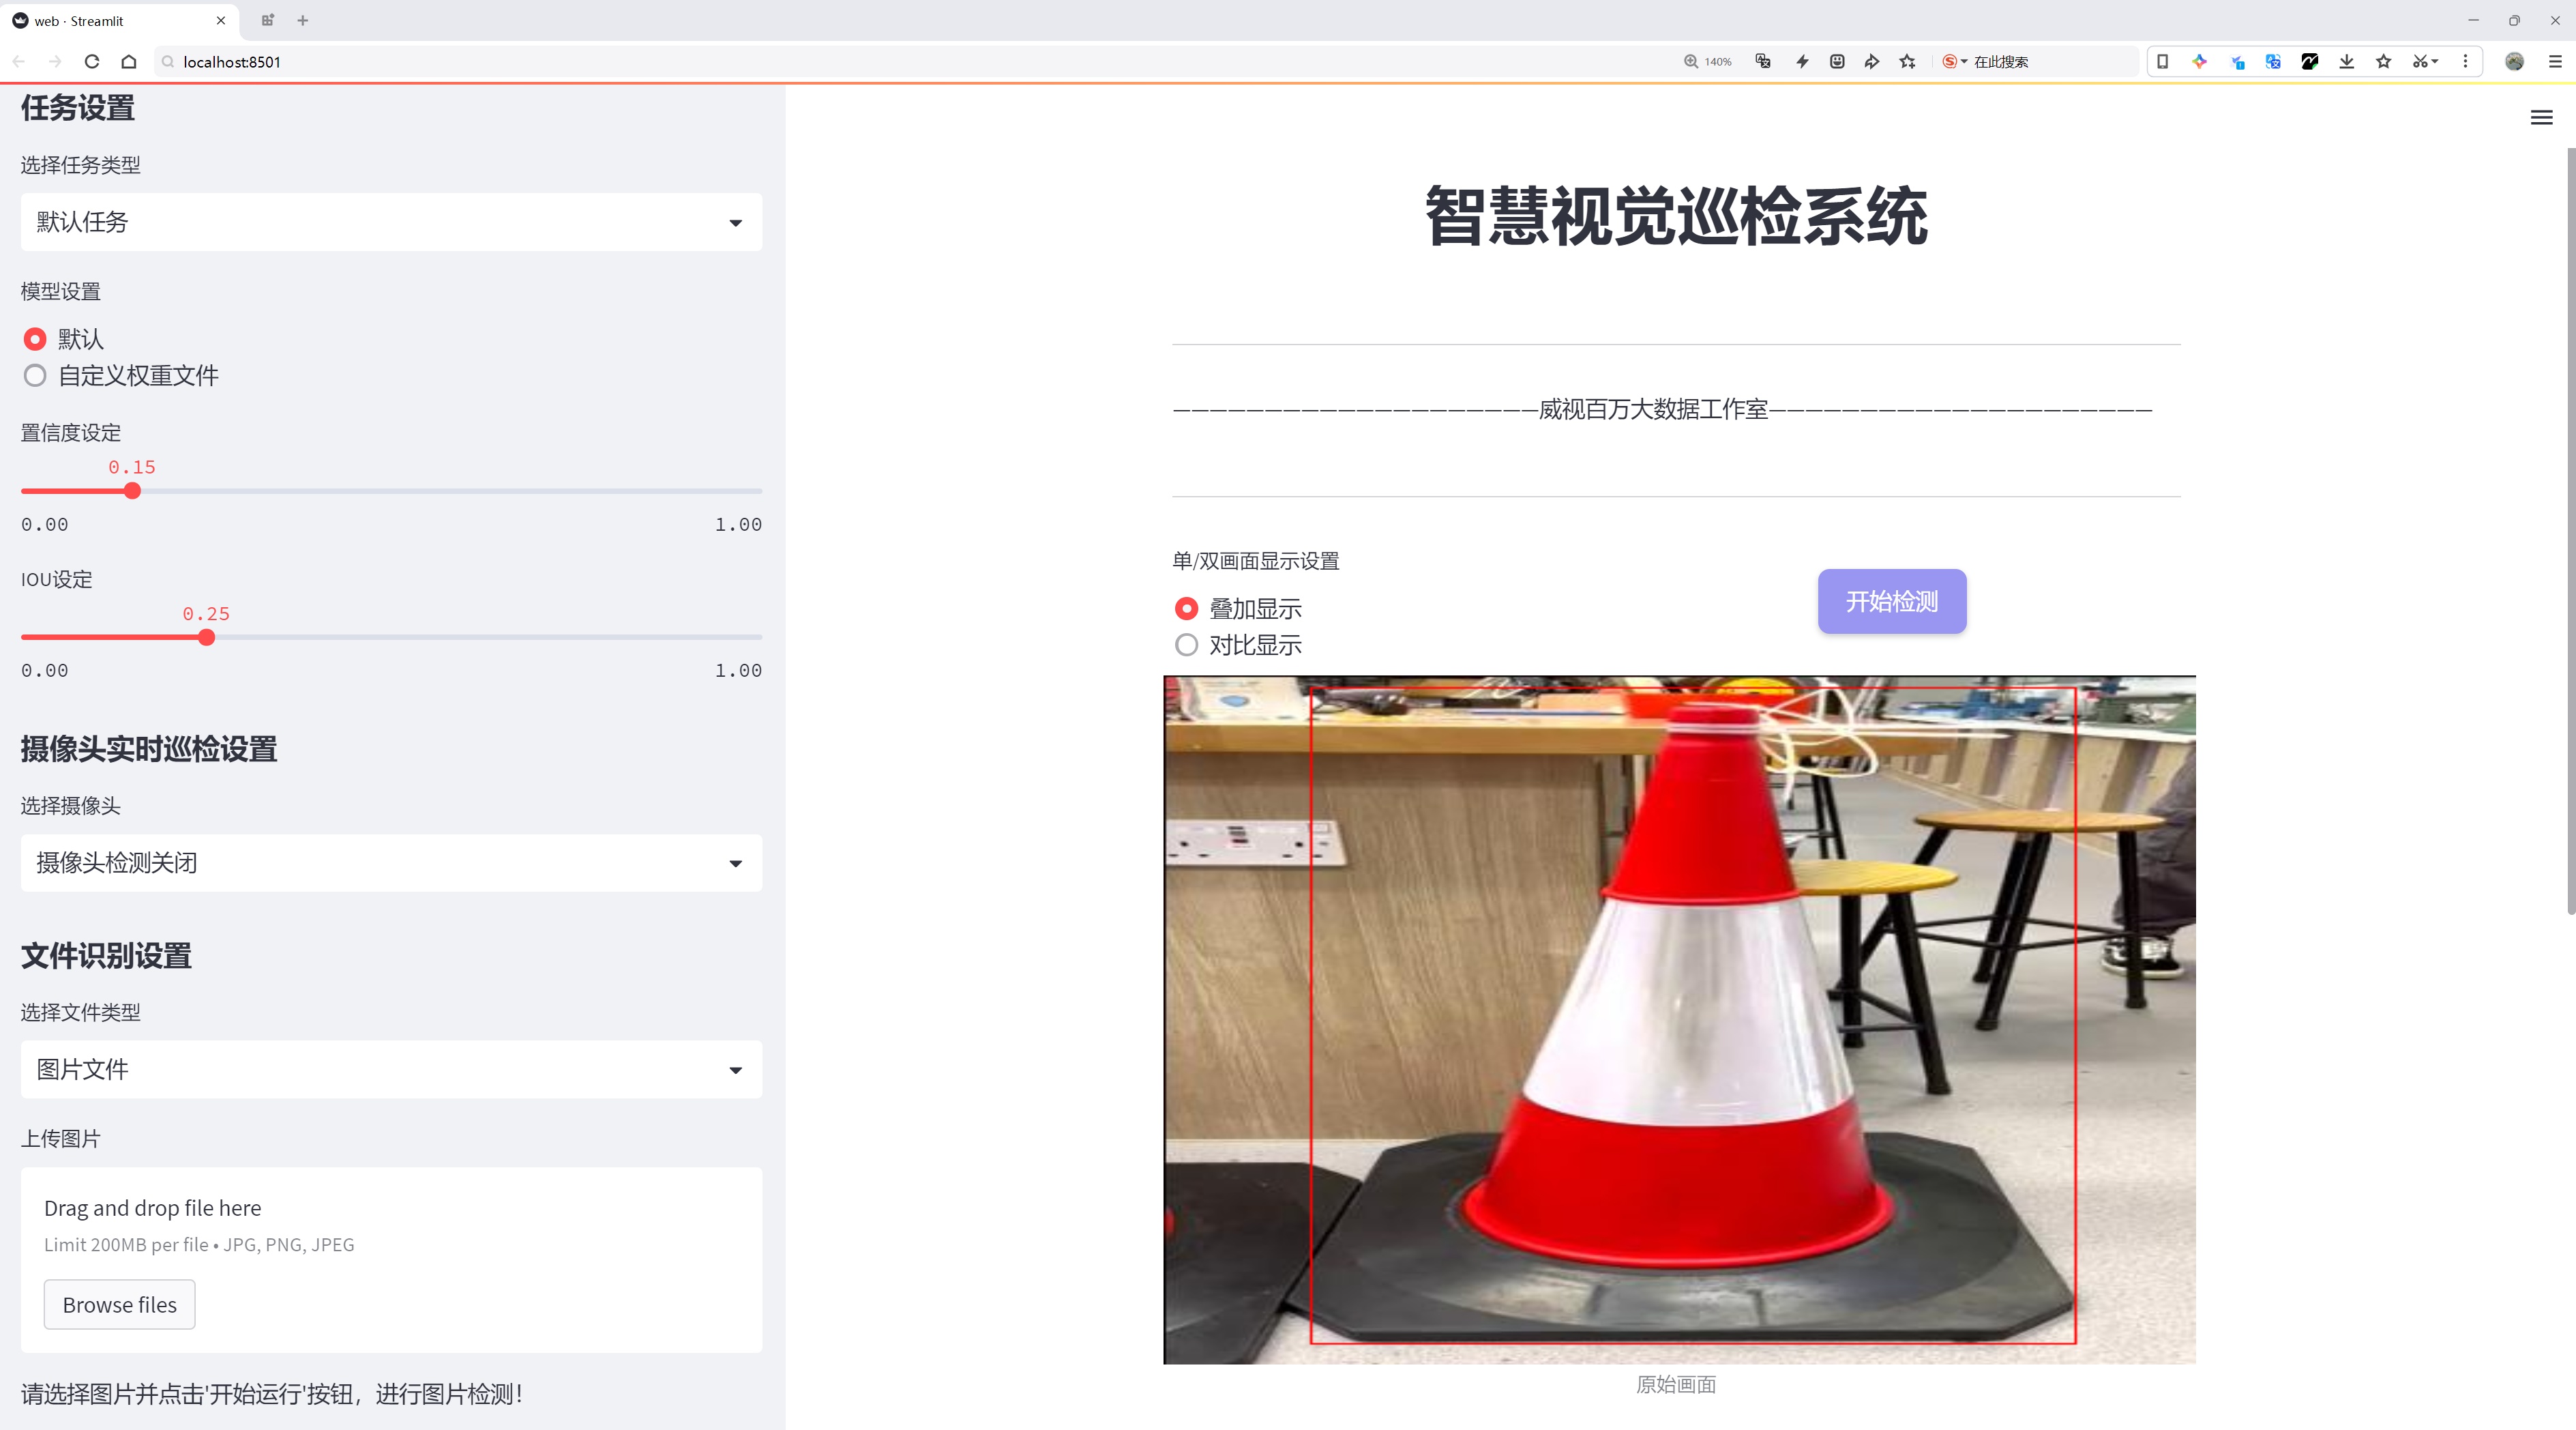 web · Streamlit
localhost:8501
140%
在此搜索
任务设置
选择任务类型
默认任务
模型设置
默认
自定义权重文件
置信度设定
0.15
0.00
1.00
IOU设定
0.25
0.00
1.00
摄像头实时巡检设置
选择摄像头
摄像头检测关闭
文件识别设置
选择文件类型
图片文件
上传图片
Drag and drop file here
Limit 200MB per file • JPG, PNG, JPEG
Browse files
请选择图片并点击'开始运行'按钮，进行图片检测！
智慧视觉巡检系统
————————————————————威视百万大数据工作室—————————————————————
单/双画面显示设置
叠加显示
对比显示
开始检测
原始画面